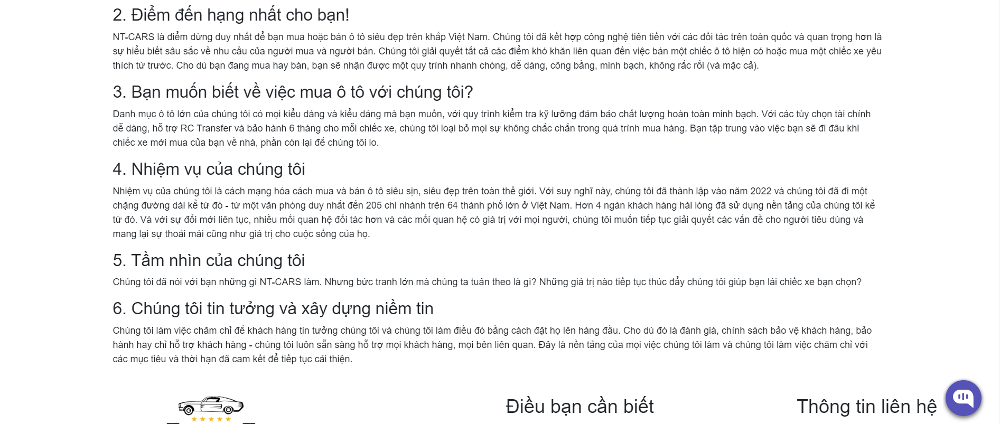 2. Điểm đến hạng nhất cho bạn!
NT-CARS là điểm dừng duy nhất để bạn mua hoặc bán ô tô siêu đẹp trên khắp Việt Nam. Chúng tôi đã kết hợp công nghệ tiên tiến với các đối tác trên toàn quốc và quan trọng hơn là
sự hiểu biết sâu sắc về nhu cầu của người mua và người bán. Chúng tôi giải quyết tất cả các điểm khó khăn liên quan đến việc bán một chiếc ô tô hiện có hoặc mua một chiếc xe yêu
thích từ trước. Cho dù bạn đang mua hay bán, bạn sẽ nhận được một quy trình nhanh chóng, dễ dàng, công bằng, minh bạch, không rắc rối (và mặc cả).
3. Bạn muốn biết về việc mua ô tô với chúng tôi?
Danh mục ô tô lớn của chúng tôi có mọi kiểu dáng và kiểu dáng mà bạn muốn, với quy trình kiểm tra kỹ lưỡng đảm bảo chất lượng hoàn toàn minh bạch. Với các tùy chọn tài chính
dễ dàng, hỗ trợ RC Transfer và bảo hành 6 tháng cho mỗi chiếc xe, chúng tôi loại bỏ mọi sự không chắc chắn trong quá trình mua hàng. Bạn tập trung vào việc bạn sẽ đi đâu khi
chiếc xe mới mua của bạn về nhà, phần còn lại để chúng tôi lo.
4. Nhiệm vụ của chúng tôi
Nhiệm vụ của chúng tôi là cách mạng hóa cách mua và bán ô tô siêu sịn, siêu đẹp trên toàn thế giới. Với suy nghĩ này, chúng tôi đã thành lập vào năm 2022 và chúng tôi đã đi một
chặng đường dài kể từ đó - từ một văn phòng duy nhất đến 205 chi nhánh trên 64 thành phố lớn ở Việt Nam. Hơn 4 ngàn khách hàng hài lòng đã sử dụng nền tảng của chúng tôi kể
từ đó. Và với sự đổi mới liên tục, nhiều mối quan hệ đối tác hơn và các mối quan hệ có giá trị với mọi người, chúng tôi muốn tiếp tục giải quyết các vấn đề cho người tiêu dùng và
mang lại sự thoải mái cũng như giá trị cho cuộc sống của họ.
5. Tầm nhìn của chúng tôi
Chúng tôi đã nói với bạn những gì NT-CARS làm. Nhưng bức tranh lớn mà chúng ta tuân theo là gì? Những giá trị nào tiếp tục thúc đẩy chúng tôi giúp bạn lái chiếc xe bạn chọn?
6. Chúng tôi tin tưởng và xây dựng niềm tin
Chúng tôi làm việc chăm chỉ để khách hàng tin tưởng chúng tôi và chúng tôi làm điều đó bằng cách đặt họ lên hàng đầu. Cho dù đó là đánh giá, chính sách bảo vệ khách hàng, bảo
hành hay chỉ hỗ trợ khách hàng - chúng tôi luôn sẵn sàng hỗ trợ mọi khách hàng, mọi bên liên quan. Đây là nền tảng của mọi việc chúng tôi làm và chúng tôi làm việc chăm chỉ với
các mục tiêu và thời hạn đã cam kết để tiếp tục cải thiện.
Điều bạn cần biết
Thông tin liên hệ